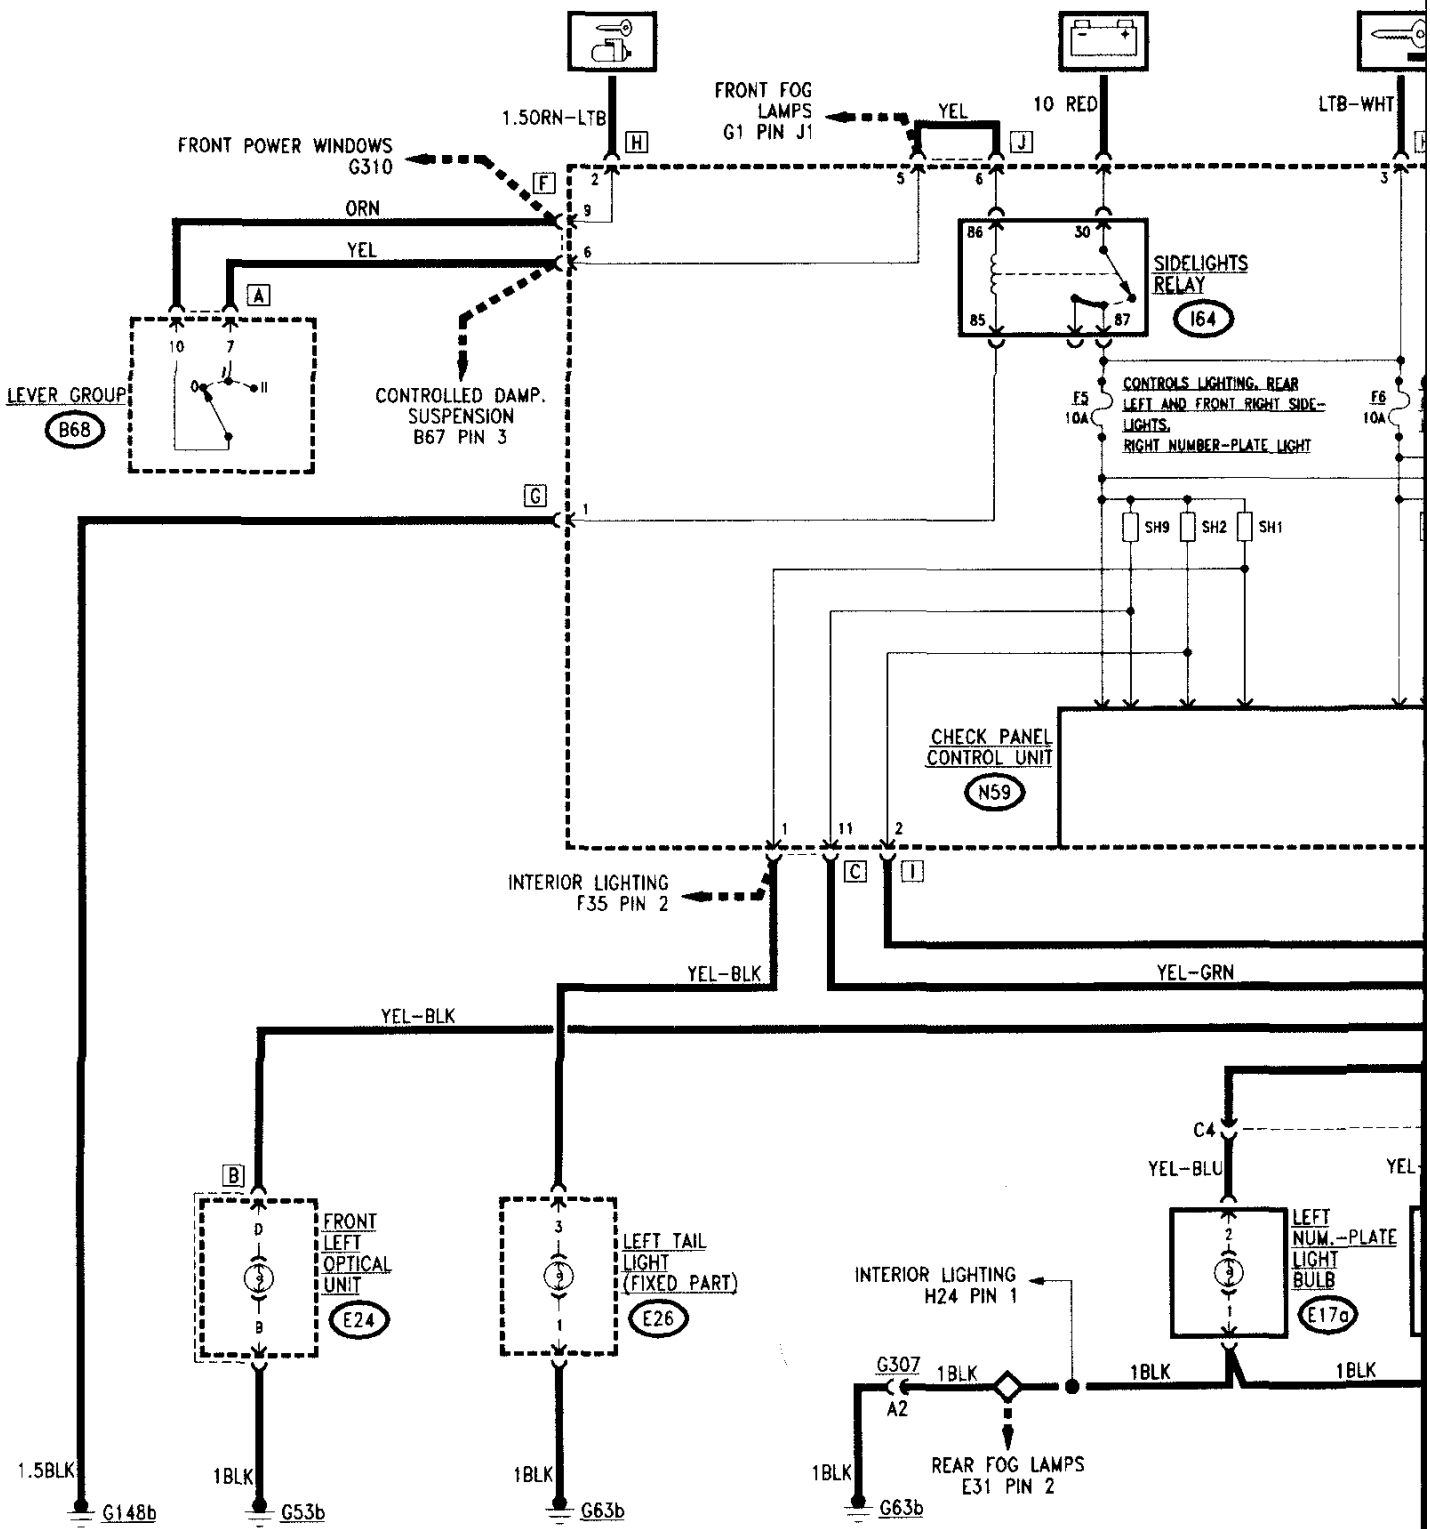 FRONT FOG
LAMPS
G1 PIN J1
YEL
10 RED
LTB-WHT
1.5ORN-LTB
H
J
FRONT POWER WINDOWS
G310
F
2
5
6
3
ORN
9
YEL
6
86
30
SIDELIGHTS
RELAY
I64
A
85
87
10
7
0
I
II
LEVER GROUP
B68
CONTROLLED DAMP.
SUSPENSION
B67 PIN 3
F5
10A
CONTROLS LIGHTING, REAR
LEFT AND FRONT RIGHT SIDE-
LIGHTS.
RIGHT NUMBER-PLATE LIGHT
F6
10A
G
1
SH9
SH2
SH1
CHECK PANEL
CONTROL UNIT
N59
1
11
2
C
I
INTERIOR LIGHTING
F35 PIN 2
YEL-BLK
YEL-GRN
YEL-BLK
C4
YEL-BLU
YEL-
B
D
B
FRONT
LEFT
OPTICAL
UNIT
E24
3
1
LEFT TAIL
LIGHT
(FIXED PART)
E26
INTERIOR LIGHTING
H24 PIN 1
2
1
LEFT
NUM.-PLATE
LIGHT
BULB
E17a
G307
A2
1BLK
1BLK
1BLK
REAR FOG LAMPS
E31 PIN 2
1.5BLK
1BLK
1BLK
1BLK
G148b
G53b
G63b
G63b